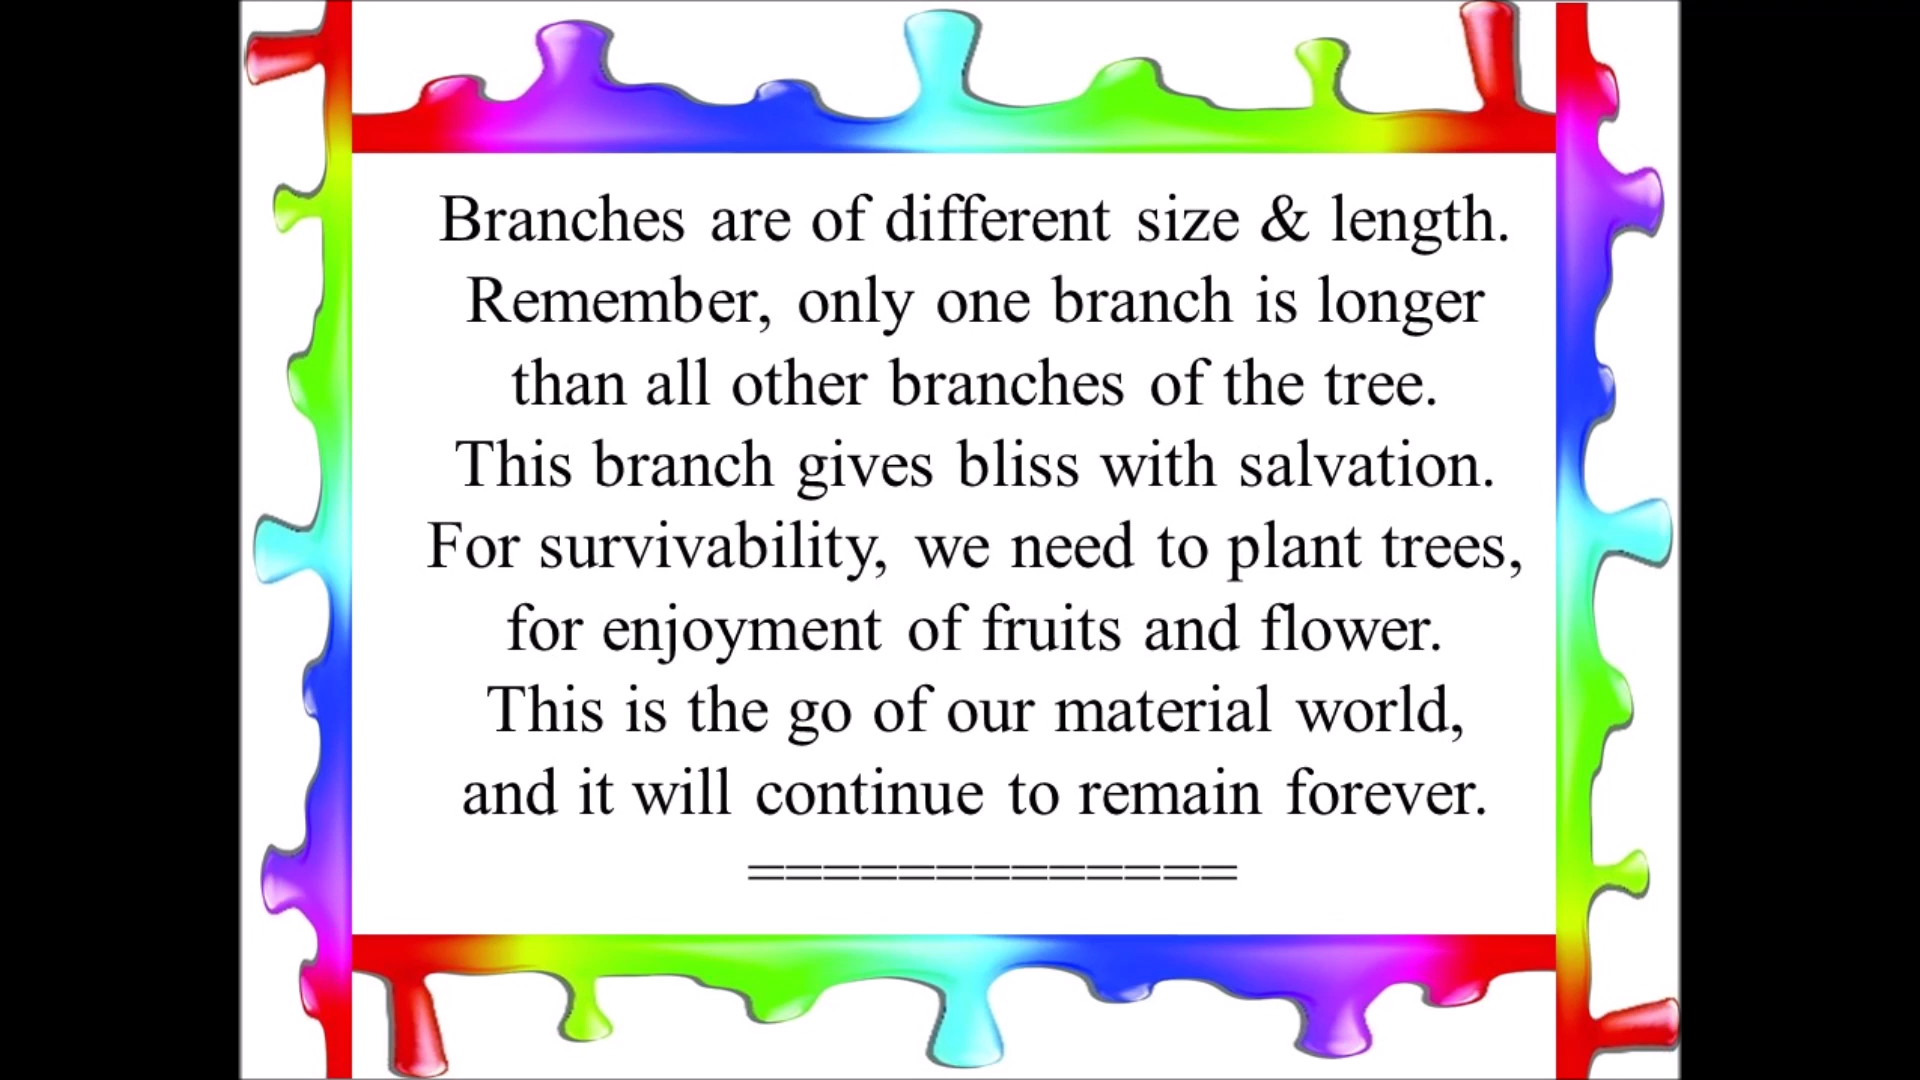 Branches are of different size & length.
Remember, only one branch is longer
than all other branches of the tree.
This branch gives bliss with salvation.
For survivability, we need to plant trees,
for enjoyment of fruits and flower.
This is the go of our material world,
and it will continue to remain forever.
=============